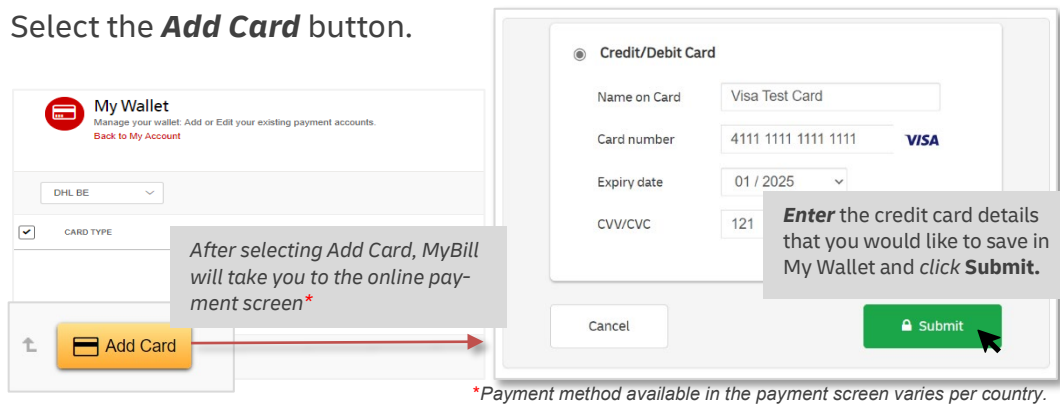 Select the Add Card button.
My Wallet
Manage your wallet: Add or Edit your existing payment accounts.
Back to My Account
DHL BE
CARD TYPE
After selecting Add Card, MyBill
will take you to the online pay-
ment screen*
Add Card
Credit/Debit Card
Name on Card Visa Test Card
Card number 4111 1111 1111 1111 VISA
Expiry date 01 / 2025
CVV/CVC 121
Enter the credit card details
that you would like to save in
My Wallet and click Submit.
Cancel
Submit
*Payment method available in the payment screen varies per country.